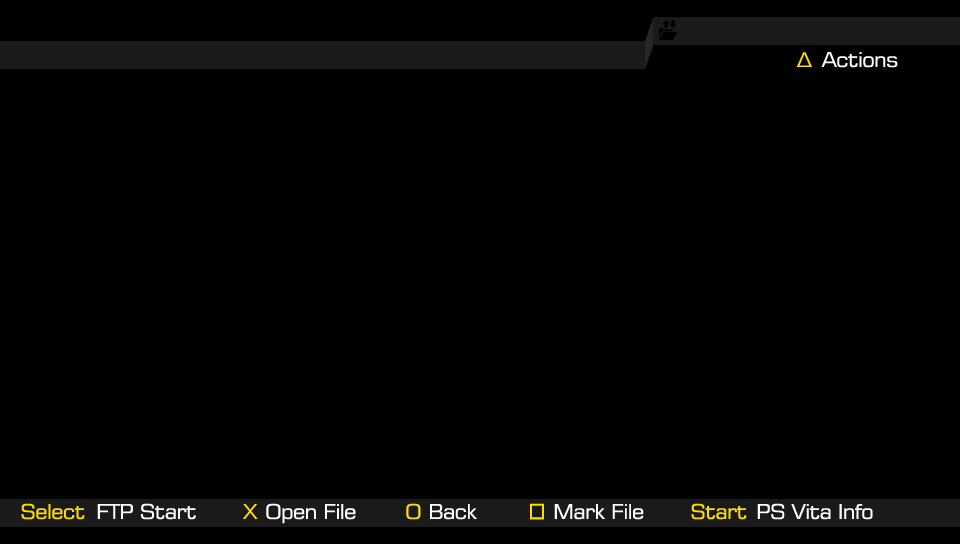 Δ Actions
Select FTP Start X Open File O Back □ Mark File Start PS Vita Info